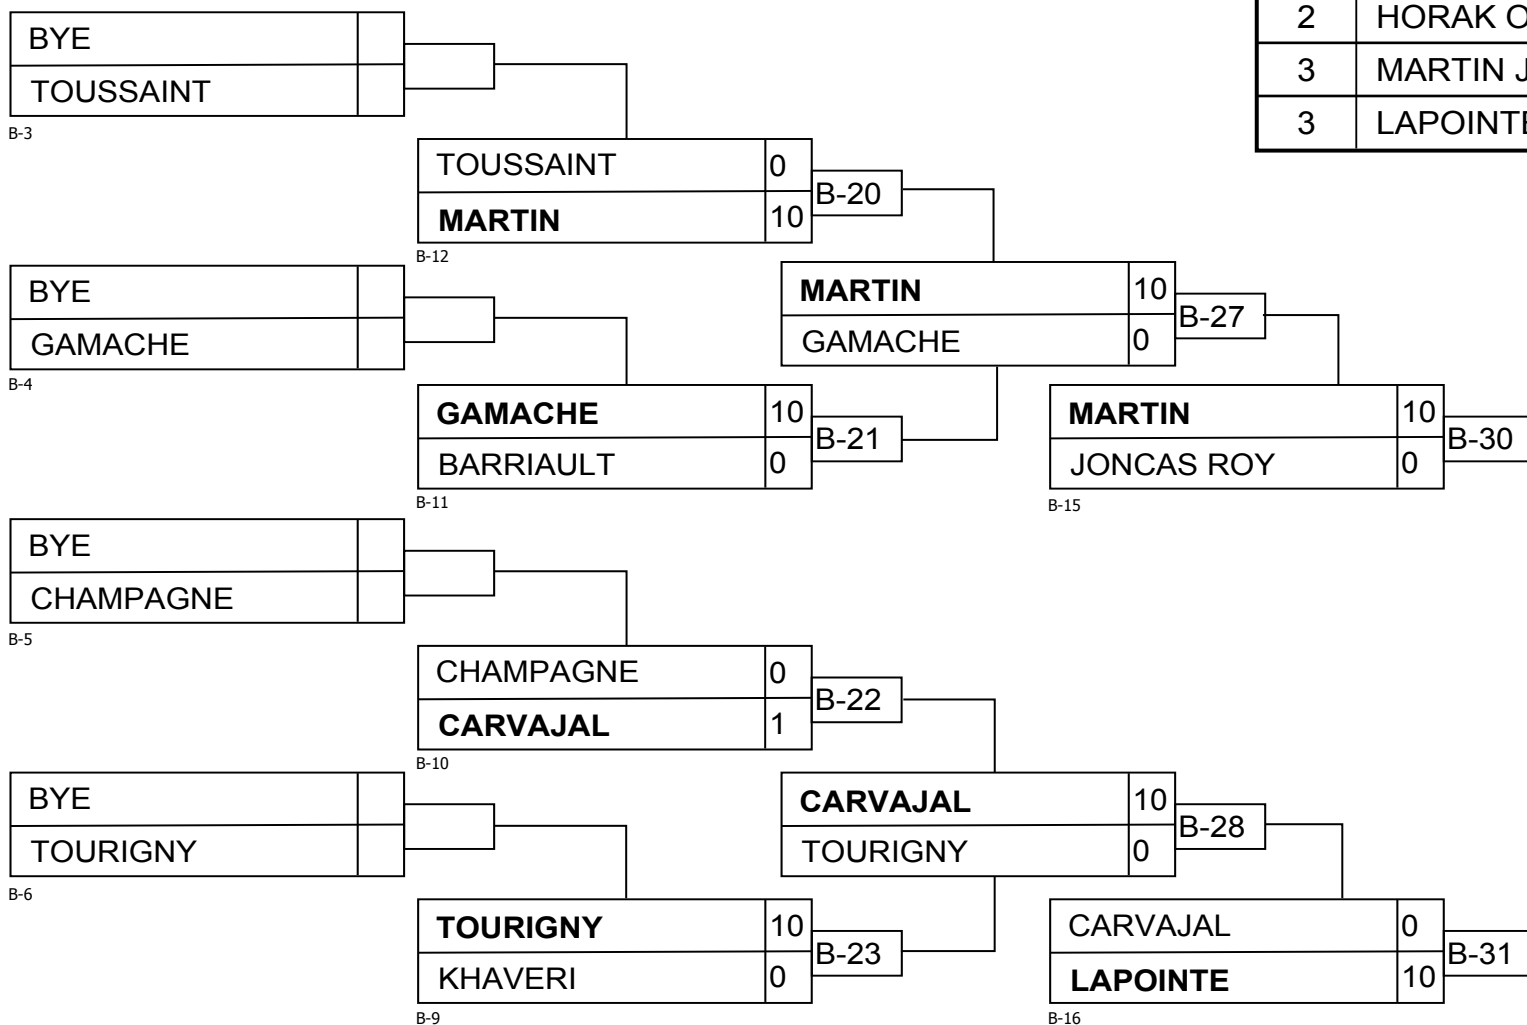 BYE
TOUSSAINT
B-3
2 HORAK O
3 MARTIN J
3 LAPOINTE
TOUSSAINT 0
MARTIN 10
B-20
B-12
BYE
GAMACHE
B-4
MARTIN 10
GAMACHE 0
B-27
GAMACHE 10
BARRIAULT 0
B-21
B-11
MARTIN 10
JONCAS ROY 0
B-30
B-15
BYE
CHAMPAGNE
B-5
CHAMPAGNE 0
CARVAJAL 1
B-22
B-10
BYE
TOURIGNY
B-6
CARVAJAL 10
TOURIGNY 0
B-28
TOURIGNY 10
KHAVERI 0
B-23
B-9
CARVAJAL 0
LAPOINTE 10
B-31
B-16